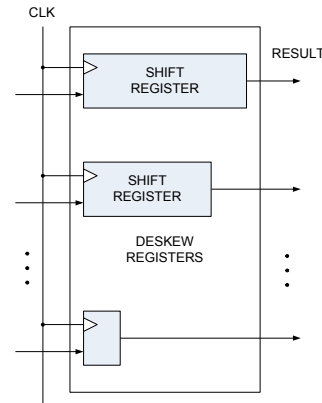 CLK
RESULT
SHIFT
REGISTER
SHIFT
REGISTER
DESKEW
REGISTERS